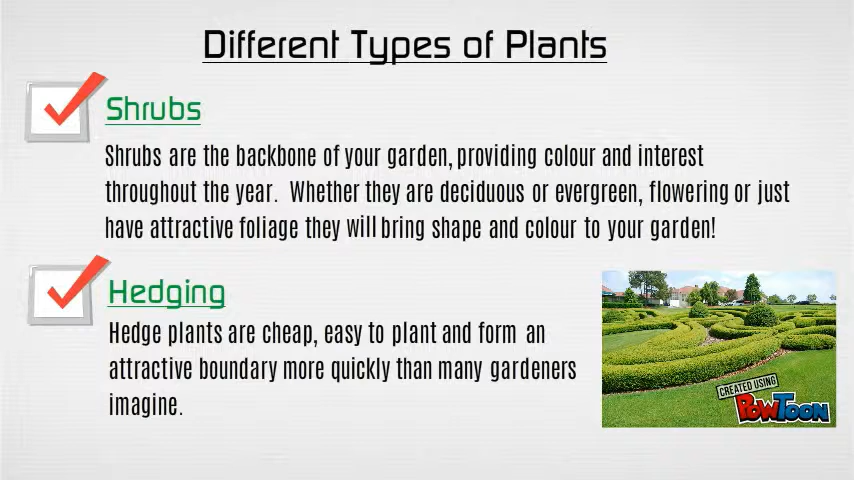 Different Types of Plants
Shrubs
Shrubs are the backbone of your garden, providing colour and interest
throughout the year. Whether they are deciduous or evergreen, flowering or just
have attractive foliage they will bring shape and colour to your garden!
Hedging
Hedge plants are cheap, easy to plant and form an
attractive boundary more quickly than many gardeners
imagine.
CREATED USING
POWTOON